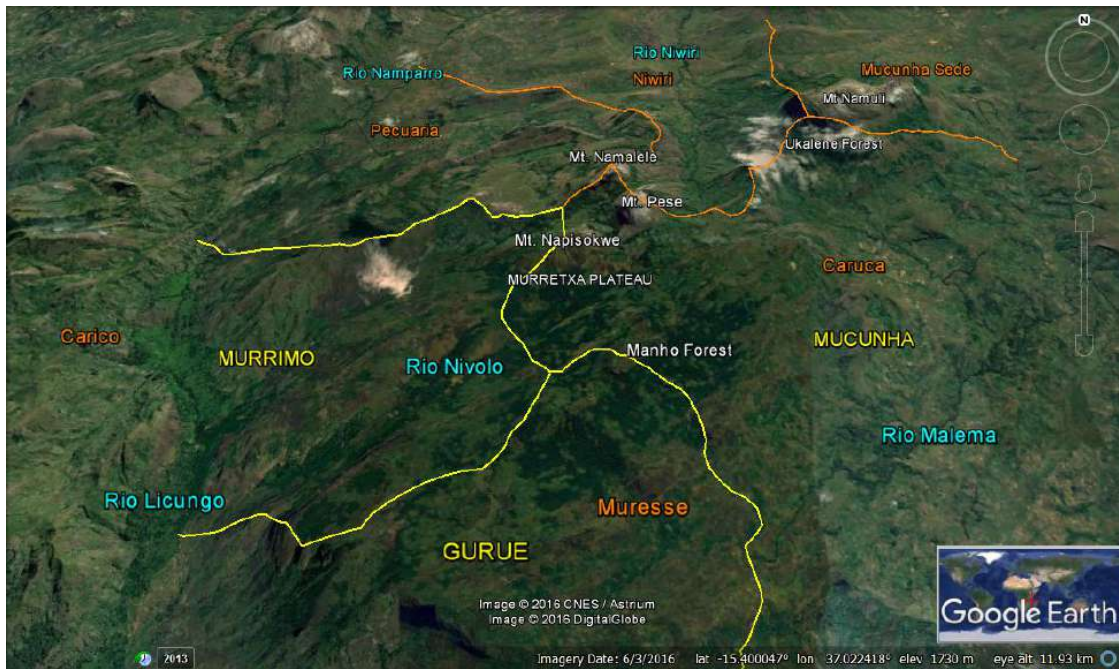 N
Rio Niwiri
Rio Namparro
Niwiri
Mucunha Sede
Mt Namuli
Pecuaria
Ukalene Forest
Mt. Namalele
Mt. Pese
Mt. Napisokwe
Caruca
MURRETXA PLATEAU
Carico
MURRIMO
Rio Nivolo
Manho Forest
MUCUNHA
Rio Malema
Rio Licungo
Muresse
GURUE
Image © 2016 CNES / Astrium
Image © 2016 DigitalGlobe
Google Earth
2013
Imagery Date: 6/3/2016 lat -15.400047° lon 37.022418° elev 1730 m eye alt 11.93 km